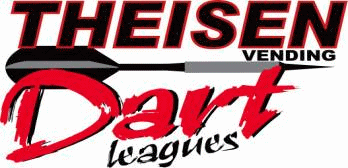 THEISEN
VENDING
Dart
leagues